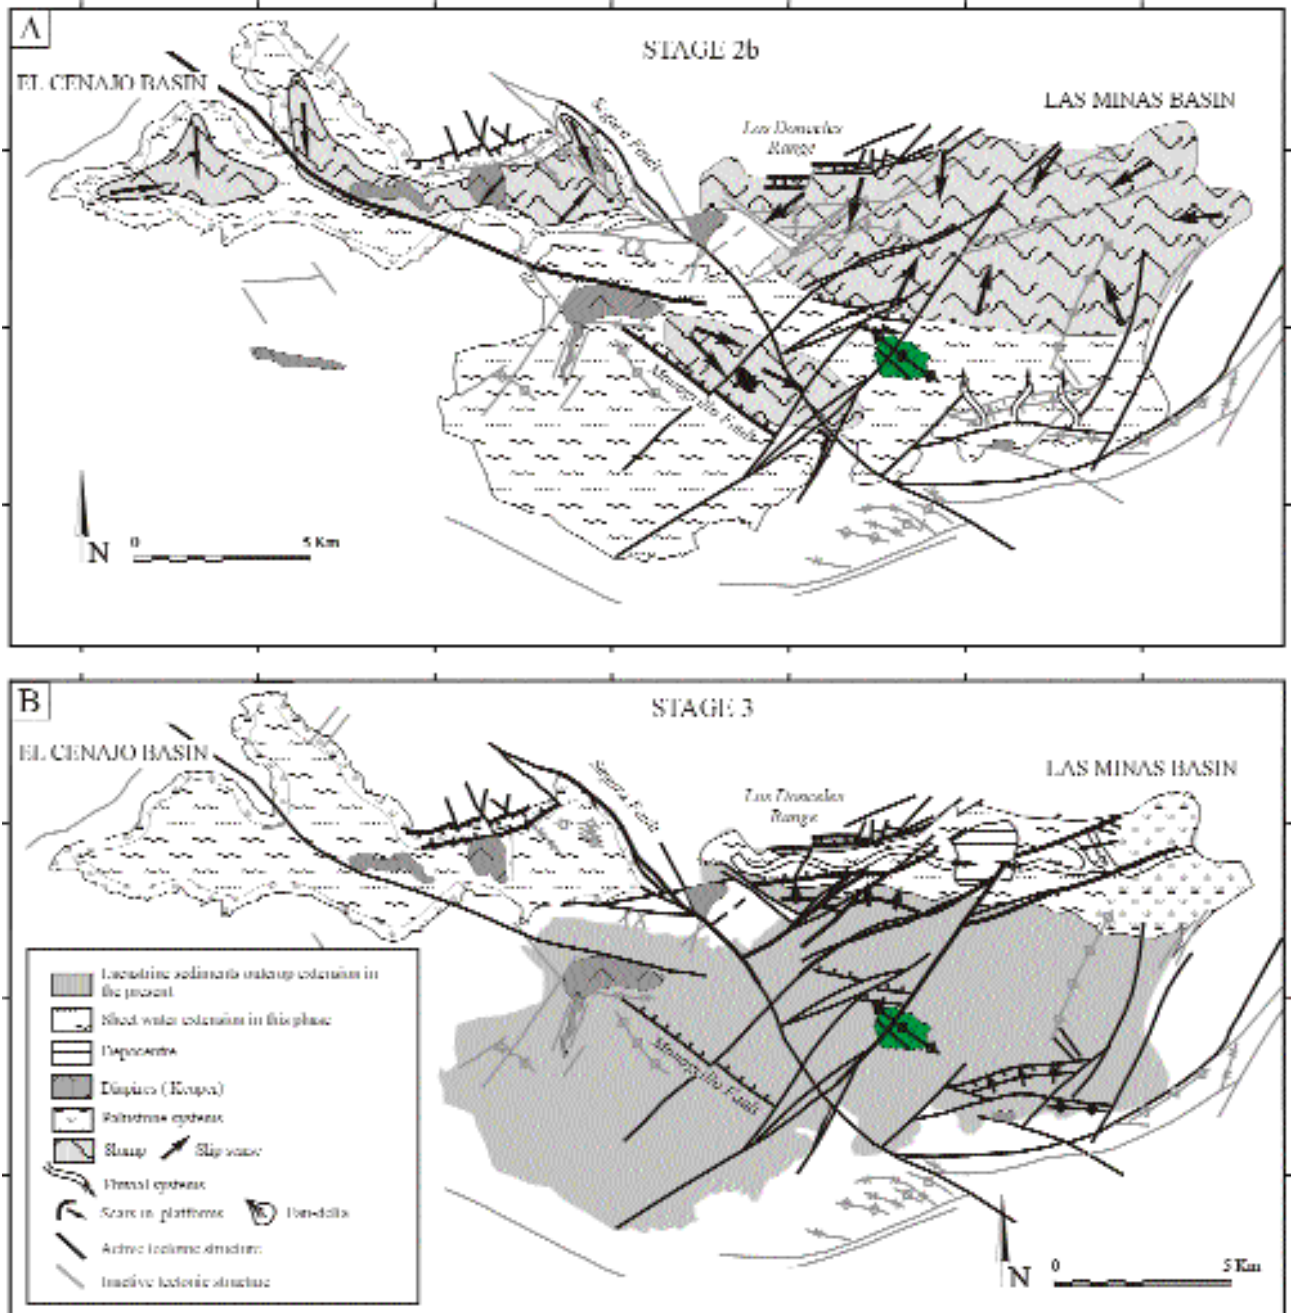 A
STAGE 2b
EL CENAJO BASIN
LAS MINAS BASIN
Segura Fault
Los Donceles
Range
Monagrillo Fault
0 5 Km
N
B
STAGE 3
EL CENAJO BASIN
LAS MINAS BASIN
Segura Fault
Los Donceles
Range
Lacustrine sediments outcrop extension in
the present
Sheet water extension in this phase
Depocentre
Monagrillo Fault
Diapires (Keuper)
Palustrine systems
Slump Slip sense
Fluvial systems
Scars in platforms Fan-delta
Active tectonic structure
Inactive tectonic structure
N
0 5 Km